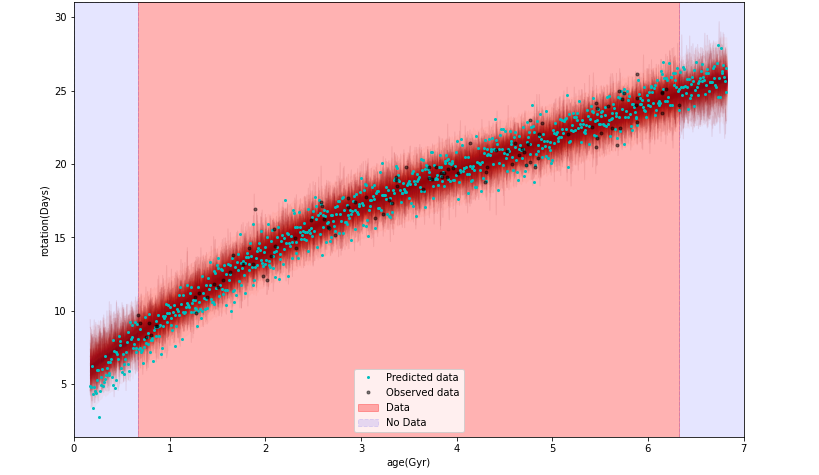 30
25
20
15
10
5
rotation(Days)
Predicted data
Observed data
Data
No Data
0 1 2 3 4 5 6 7
age(Gyr)